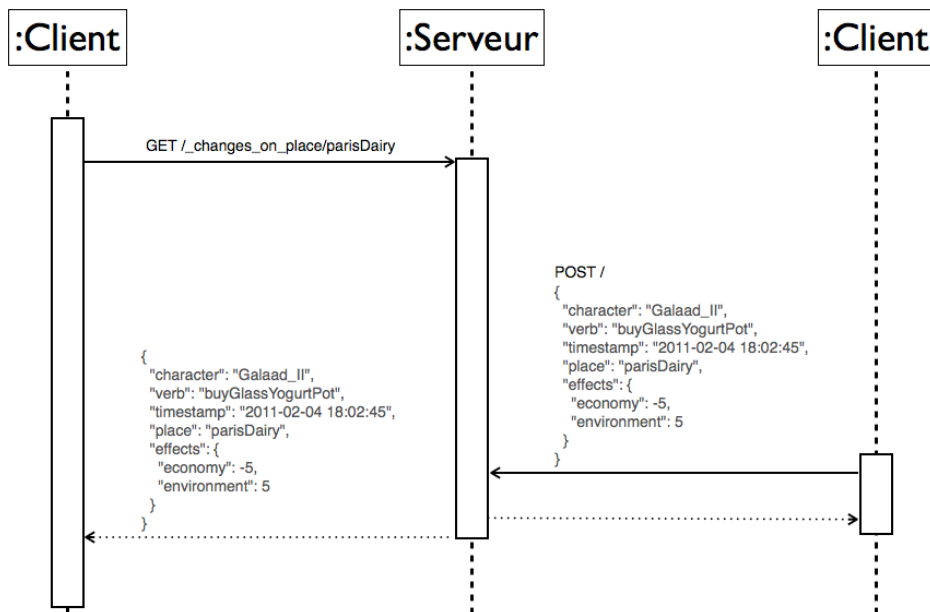 :Client
:Serveur
:Client
GET /_changes_on_place/parisDairy
POST /
{
"character": "Galaad_II",
"verb": "buyGlassYogurtPot",
"timestamp": "2011-02-04 18:02:45",
"place": "parisDairy",
"effects": {
"economy": -5,
"environment": 5
}
}
{
"character": "Galaad_II",
"verb": "buyGlassYogurtPot",
"timestamp": "2011-02-04 18:02:45",
"place": "parisDairy",
"effects": {
"economy": -5,
"environment": 5
}
}